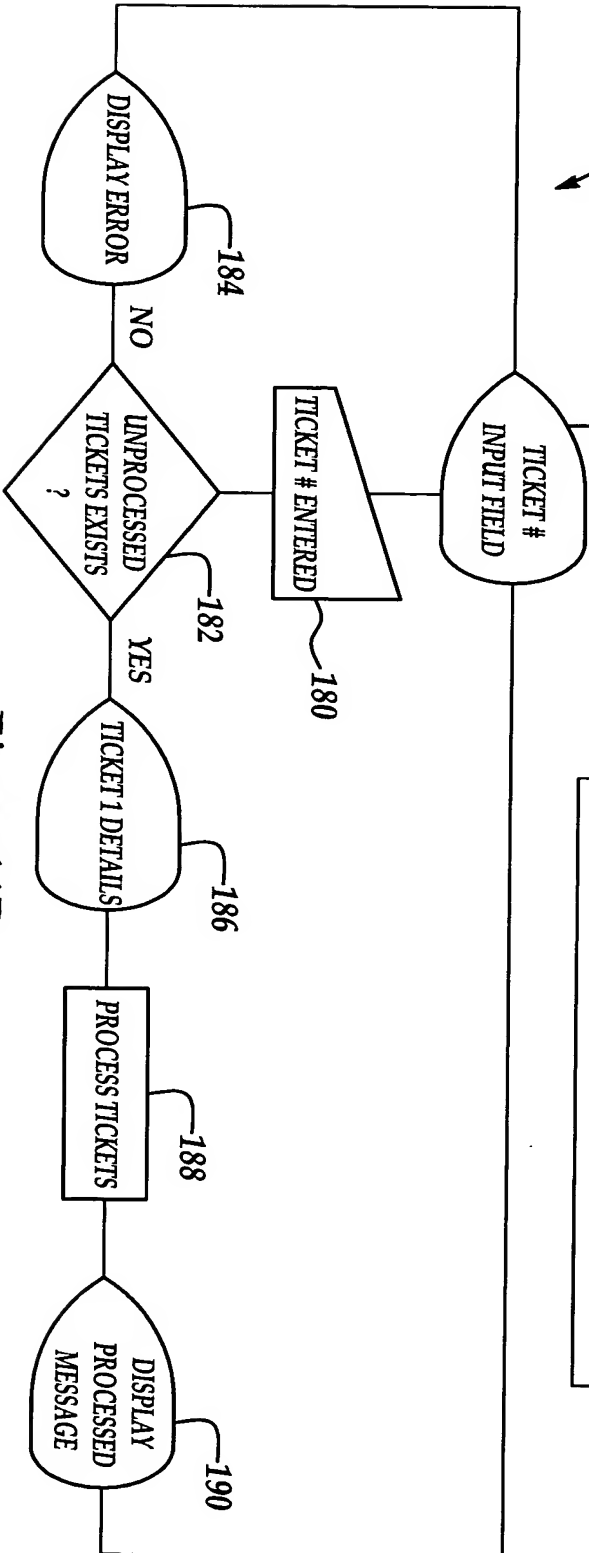 TICKET #
INPUT FIELD
TICKET # ENTERED
180
UNPROCESSED
TICKETS EXISTS
?
182
NO
DISPLAY ERROR
184
YES
TICKET 1 DETAILS
186
PROCESS TICKETS
188
DISPLAY
PROCESSED
MESSAGE
190